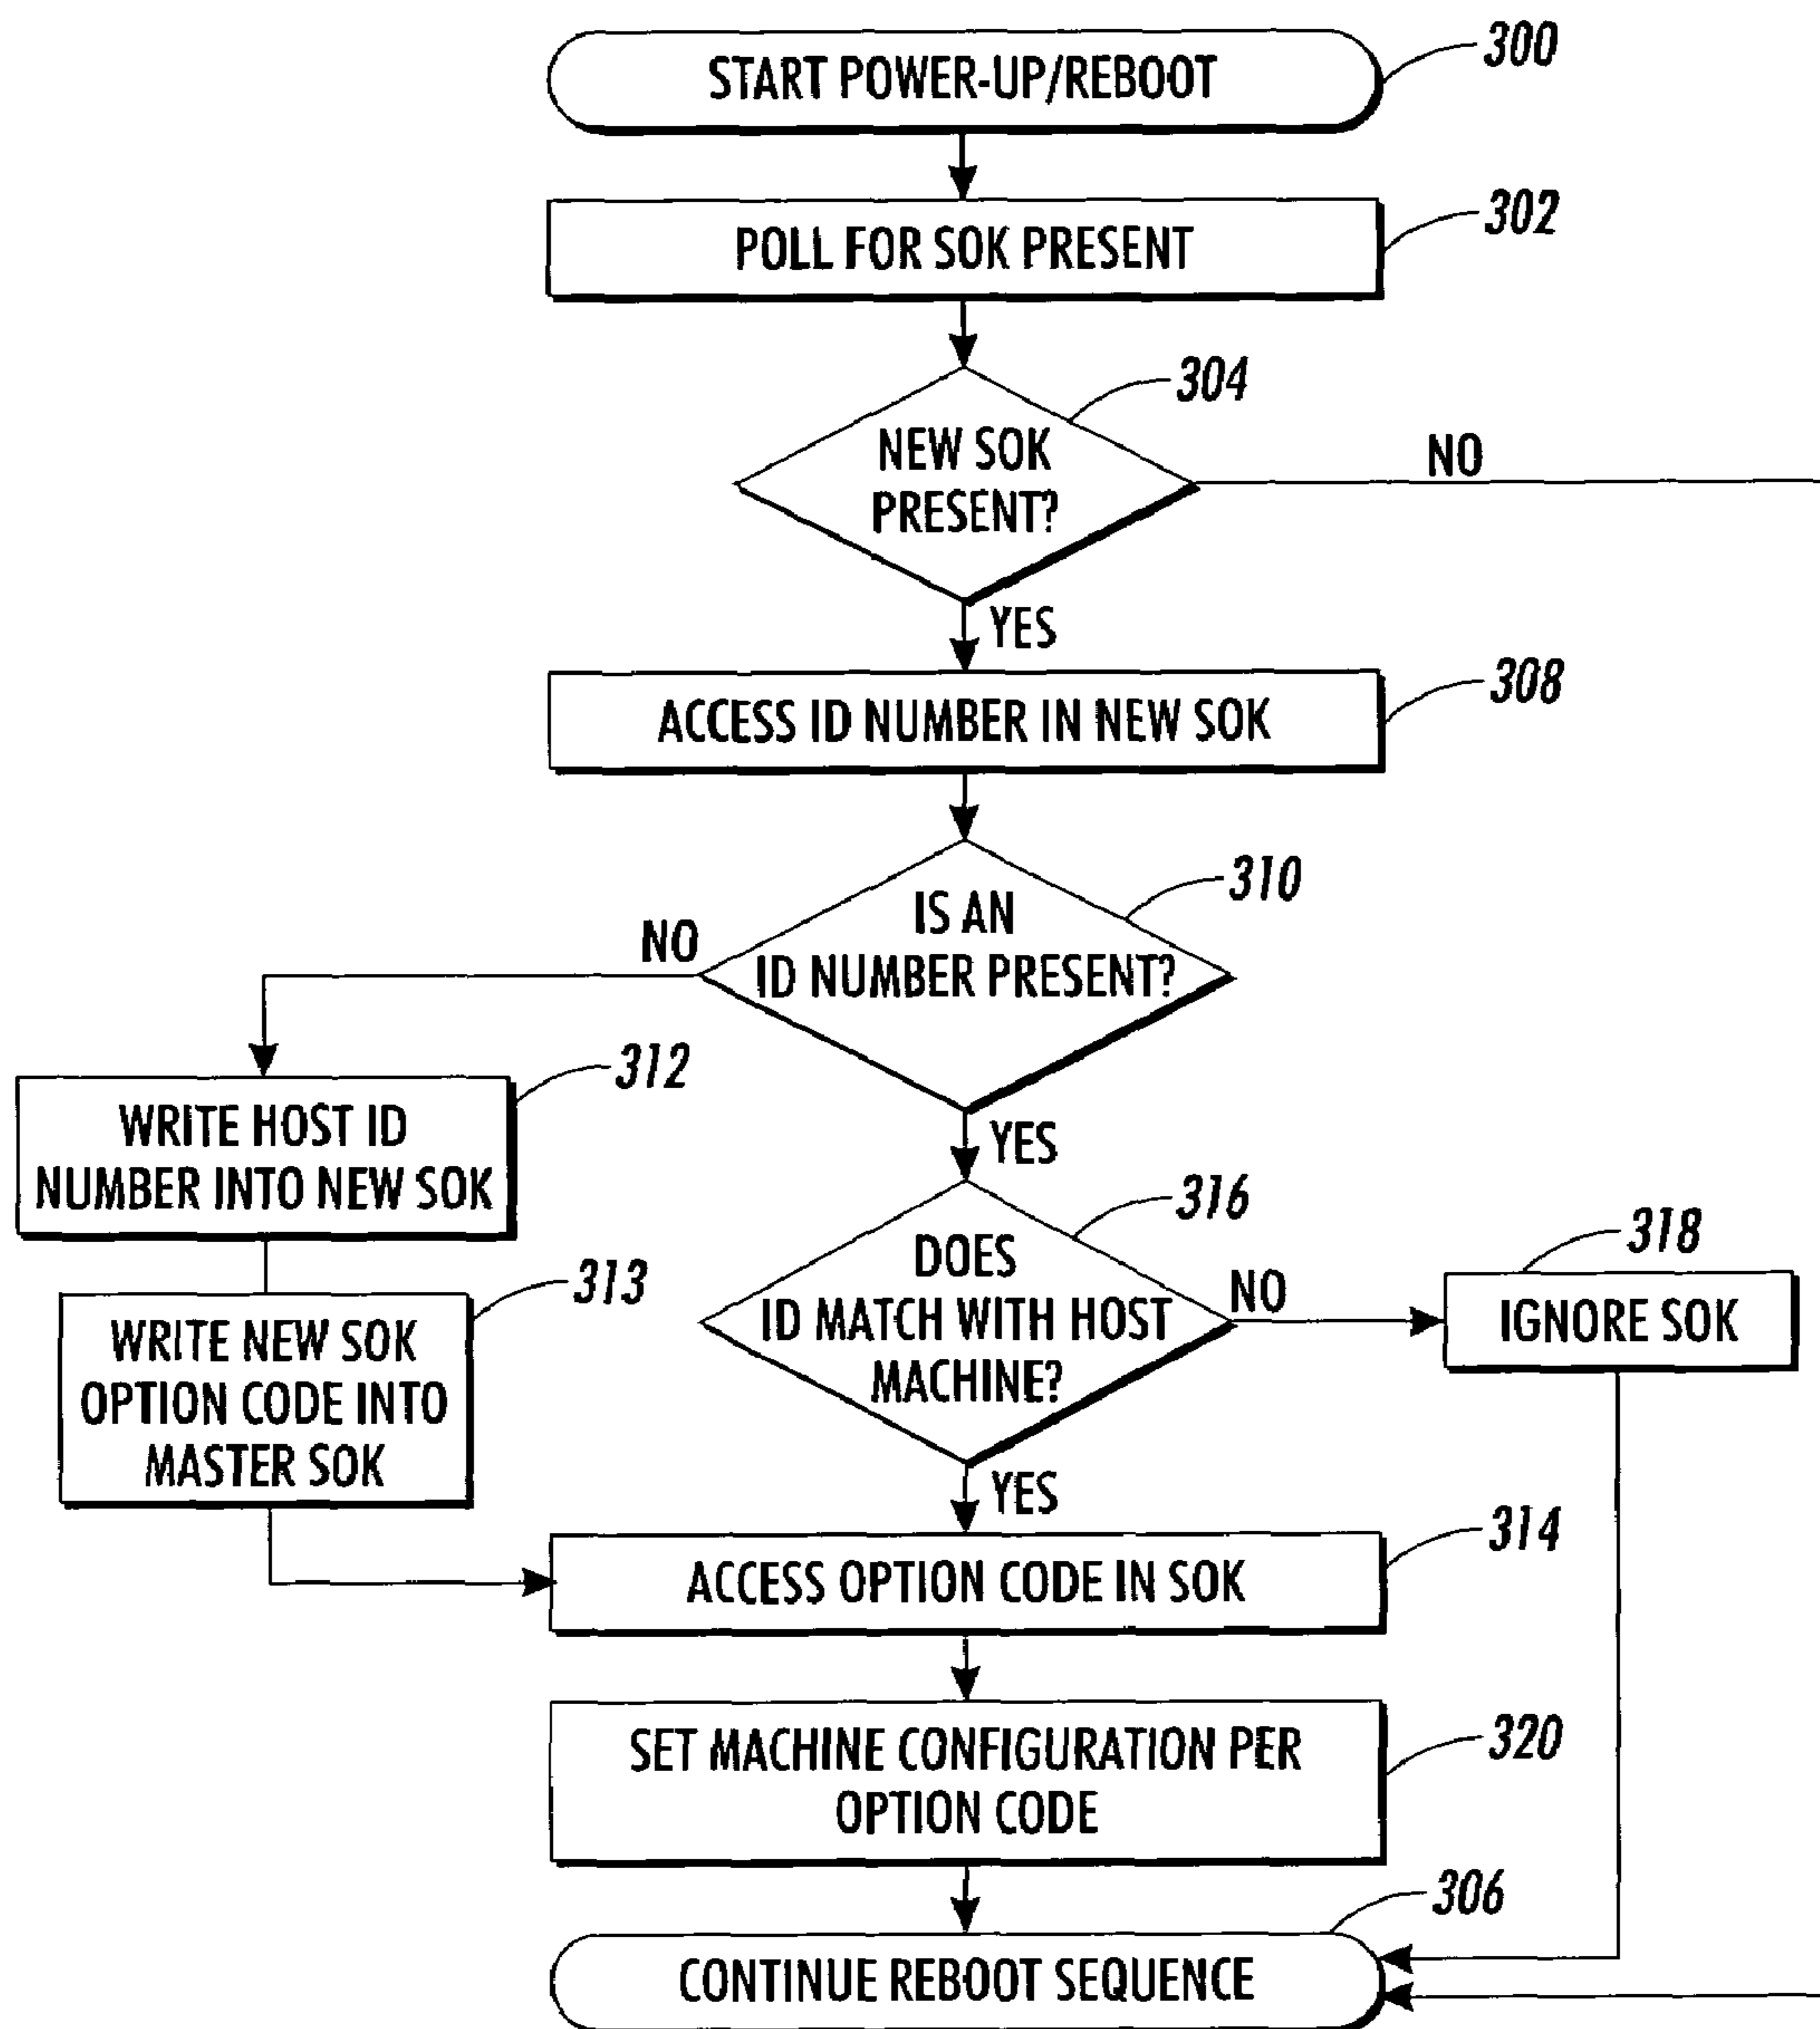 START POWER-UP/REBOOT
300
POLL FOR SOK PRESENT
302
304
NEW SOK
PRESENT?
NO
YES
ACCESS ID NUMBER IN NEW SOK
308
310
IS AN
ID NUMBER PRESENT?
NO
YES
312
WRITE HOST ID
NUMBER INTO NEW SOK
313
WRITE NEW SOK
OPTION CODE INTO
MASTER SOK
316
DOES
ID MATCH WITH HOST
MACHINE?
NO
318
IGNORE SOK
YES
314
ACCESS OPTION CODE IN SOK
320
SET MACHINE CONFIGURATION PER
OPTION CODE
306
CONTINUE REBOOT SEQUENCE